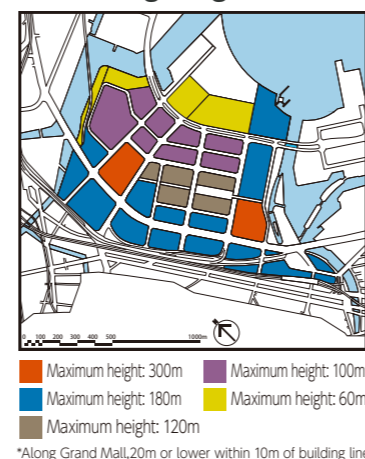 0 100 200 300 400 500 1000m
Maximum height: 300m
Maximum height: 100m
Maximum height: 180m
Maximum height: 60m
Maximum height: 120m
*Along Grand Mall,20m or lower within 10m of building line